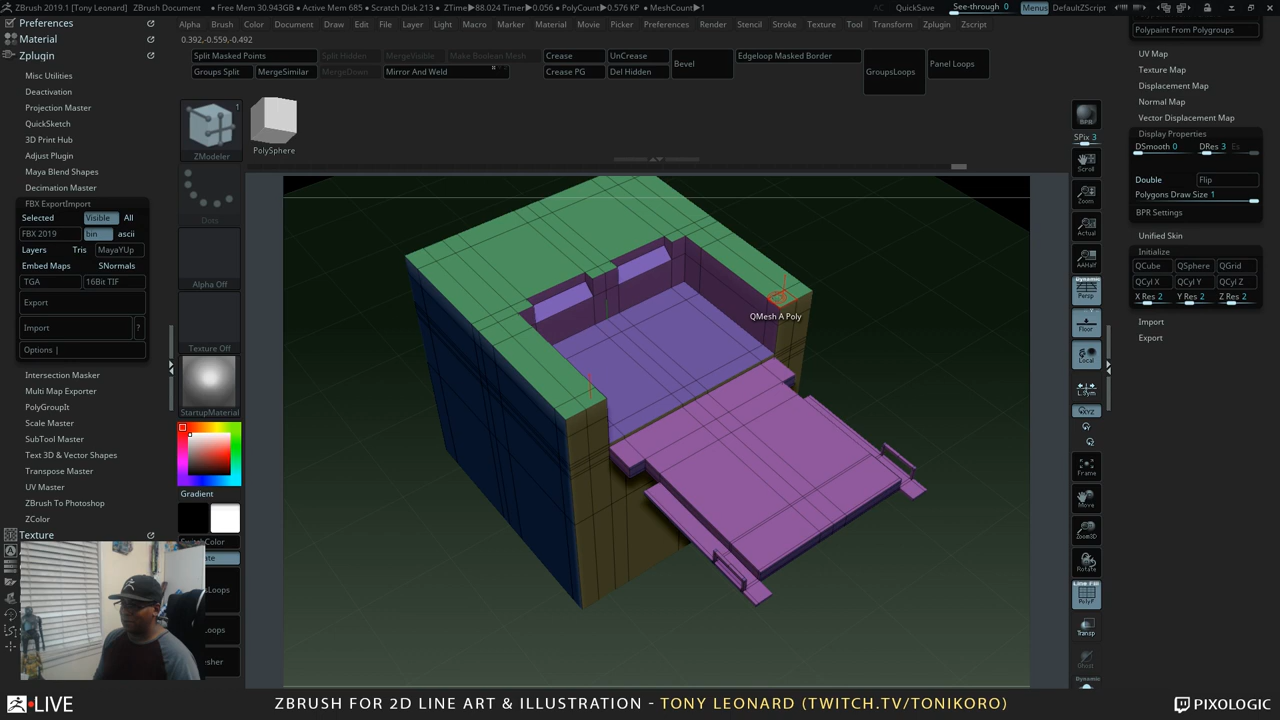 ZBrush 2019.1 [Tony Leonard] ZBrush Document • Free Mem 30.943GB • Active Mem 685 • Scratch Disk 213 • ZTime▶88.024 Timer▶0.056 • PolyCount▶0.576 KP • MeshCount▶1 AC QuickSave See-through 0 Menus DefaultZScript
Preferences
Material
Zplugin
Alpha Brush Color Document Draw Edit File Layer Light Macro Marker Material Movie Picker Preferences Render Stencil Stroke Texture Tool Transform Zplugin Zscript
0.392,-0.559,-0.492
Split Masked Points Split Hidden MergeVisible Make Boolean Mesh Crease UnCrease Bevel Edgeloop Masked Border GroupsLoops Panel Loops
Groups Split MergeSimilar MergeDown Mirror And Weld Crease PG Del Hidden
Misc Utilities
Deactivation
Projection Master
QuickSketch
3D Print Hub
Adjust Plugin
Maya Blend Shapes
Decimation Master
FBX ExportImport
Selected Visible All
FBX 2019 bin ascii
Layers Tris MayaYUp
Embed Maps SNormals
TGA 16Bit TIF
Export
Import ?
Options |
Intersection Masker
Multi Map Exporter
PolyGroupIt
Scale Master
SubTool Master
Text 3D & Vector Shapes
Transpose Master
UV Master
ZBrush To Photoshop
ZColor
Texture
1
ZModeler
PolySphere
Dots
Alpha Off
Texture Off
StartupMaterial
Gradient
SwitchColor
QMesh A Poly
BPR
SPix 3
Scroll
Zoom
Actual
AAHalf
Dynamic
Persp
Floor
Local
L.Sym
XYZ
Frame
Move
Zoom3D
Rotate
Line Fill
PolyF
Transp
Ghost
Dynamic
Polypaint From Polygroups
UV Map
Texture Map
Displacement Map
Normal Map
Vector Displacement Map
Display Properties
DSmooth 0 DRes 3 Es
Double Flip
Polygons Draw Size 1
BPR Settings
Unified Skin
Initialize
QCube QSphere QGrid
QCyl X QCyl Y QCyl Z
X Res 2 Y Res 2 Z Res 2
Import
Export
LIVE
ZBRUSH FOR 2D LINE ART & ILLUSTRATION - TONY LEONARD (TWITCH.TV/TONIKORO)
PIXOLOGIC